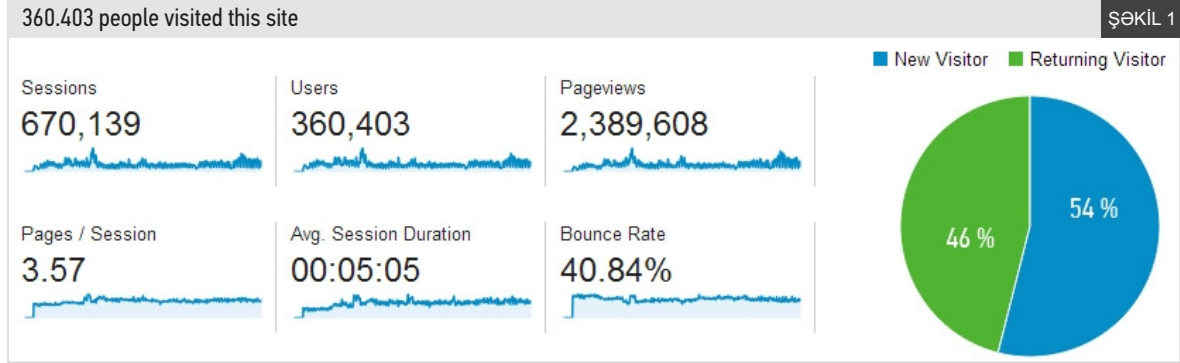 360.403 people visited this site
ŞƏKİL 1
New Visitor Returning Visitor
Sessions
670,139
Users
360,403
Pageviews
2,389,608
Pages / Session
3.57
Avg. Session Duration
00:05:05
Bounce Rate
40.84%
54 %
46 %